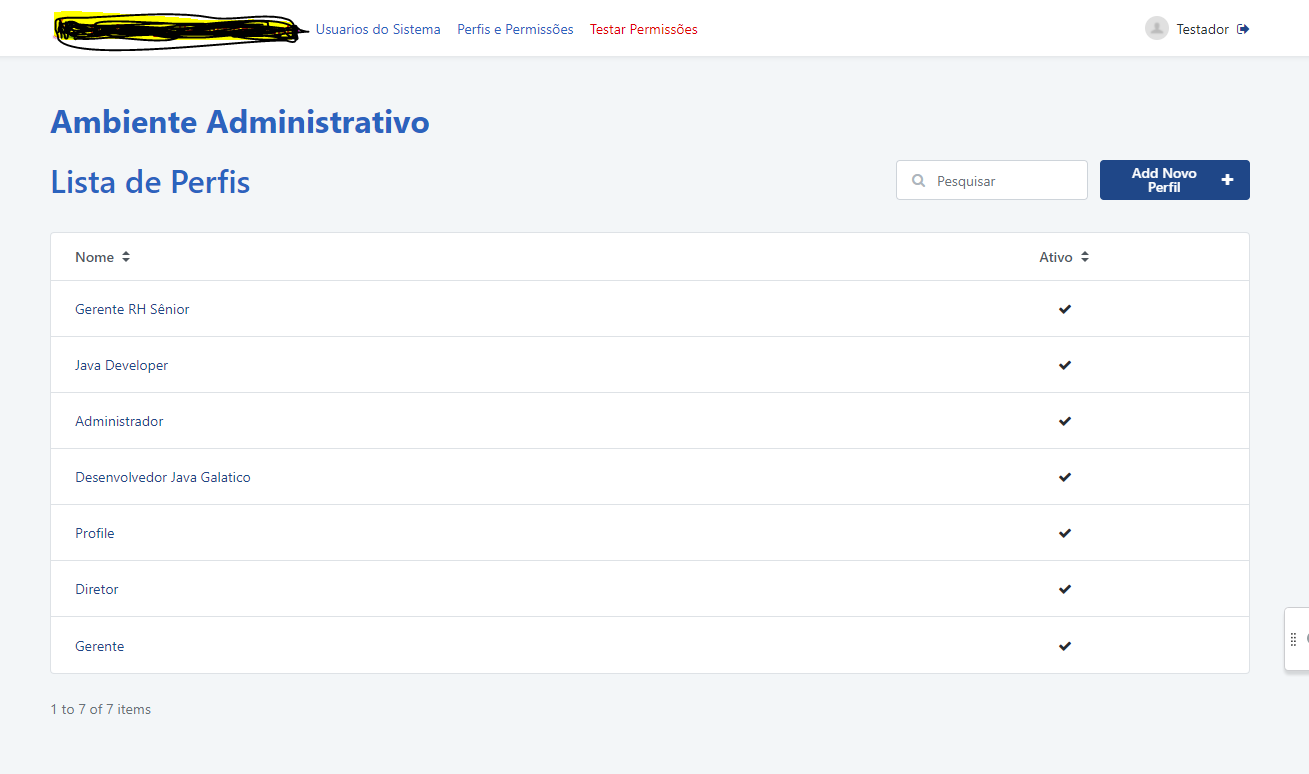 Usuarios do Sistema Perfis e Permissões Testar Permissões Testador
Ambiente Administrativo
Lista de Perfis
Pesquisar
Add Novo
Perfil
Nome Ativo
Gerente RH Sênior
Java Developer
Administrador
Desenvolvedor Java Galatico
Profile
Diretor
Gerente
1 to 7 of 7 items